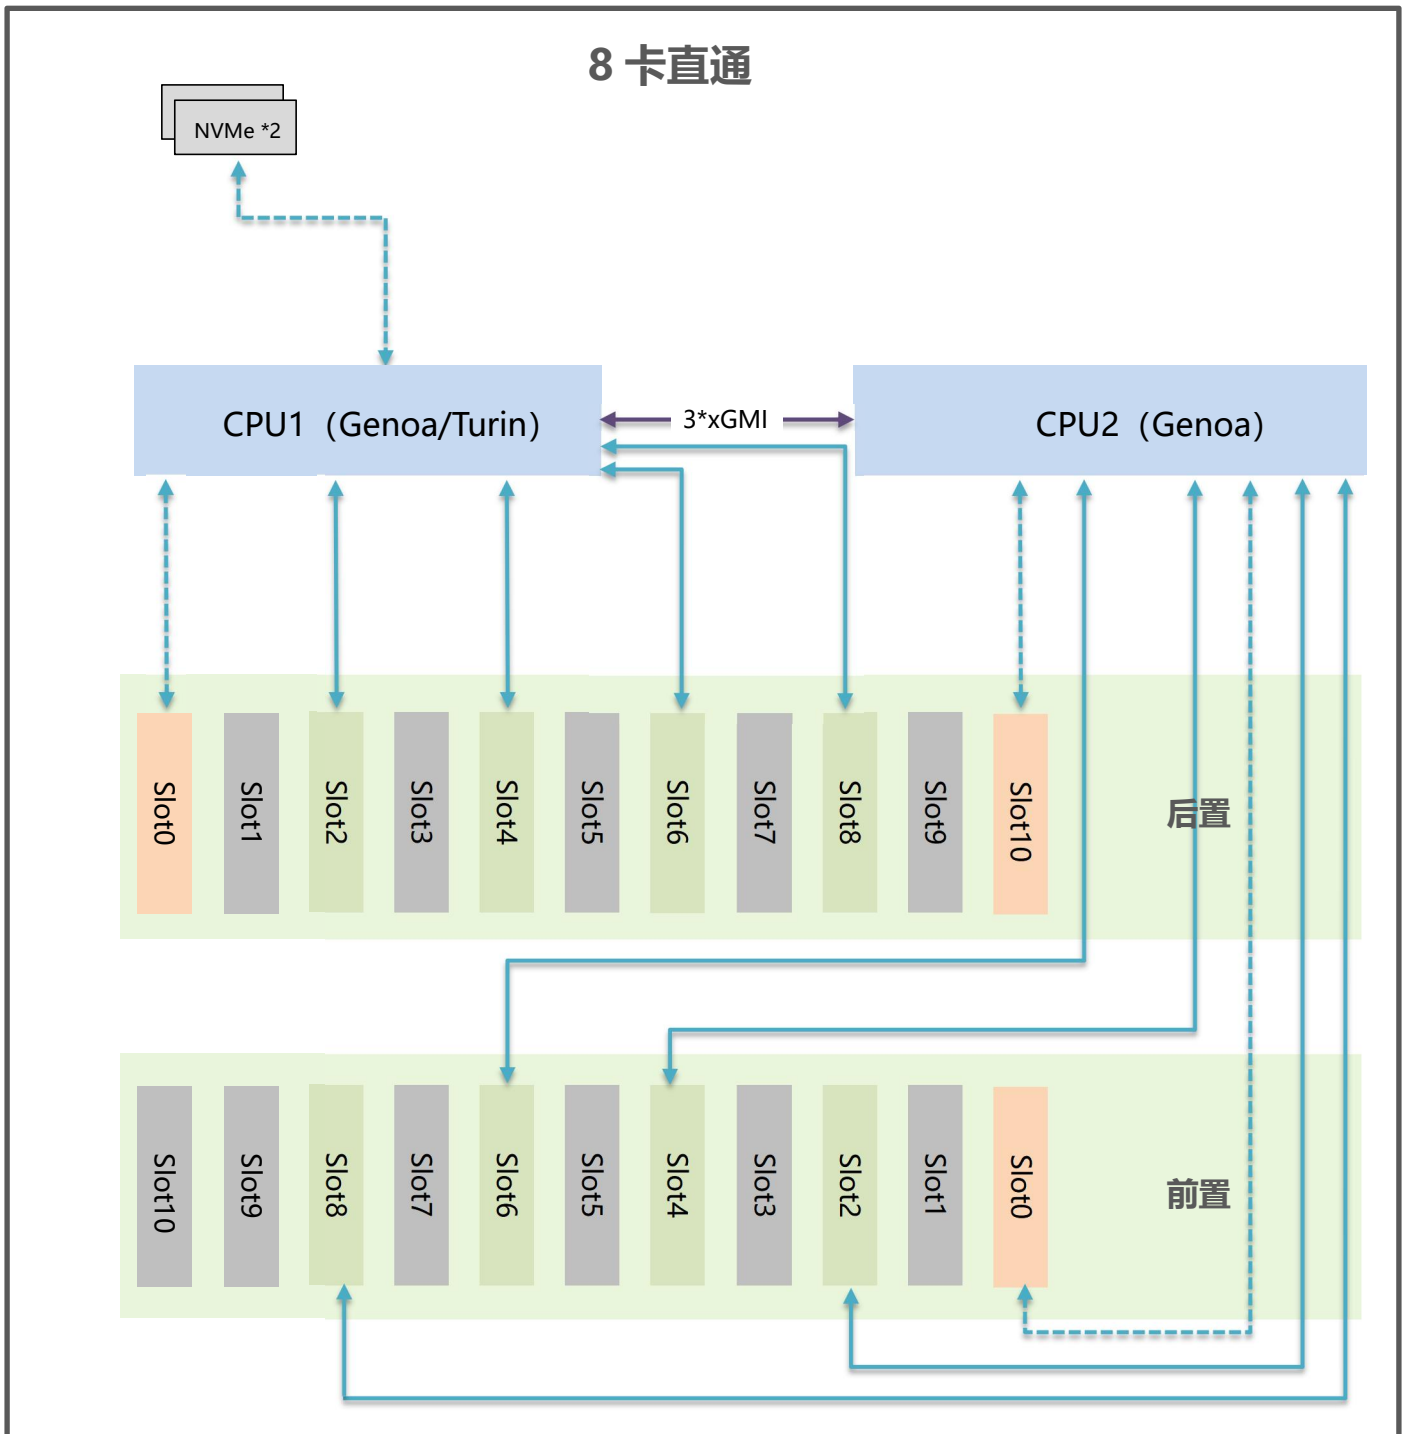 8 卡直通
NVMe *2
CPU1（Genoa/Turin）
3*xGMI
CPU2（Genoa）
Slot0
Slot1
Slot2
Slot3
Slot4
Slot5
Slot6
Slot7
Slot8
Slot9
Slot10
后置
Slot10
Slot9
Slot8
Slot7
Slot6
Slot5
Slot4
Slot3
Slot2
Slot1
Slot0
前置